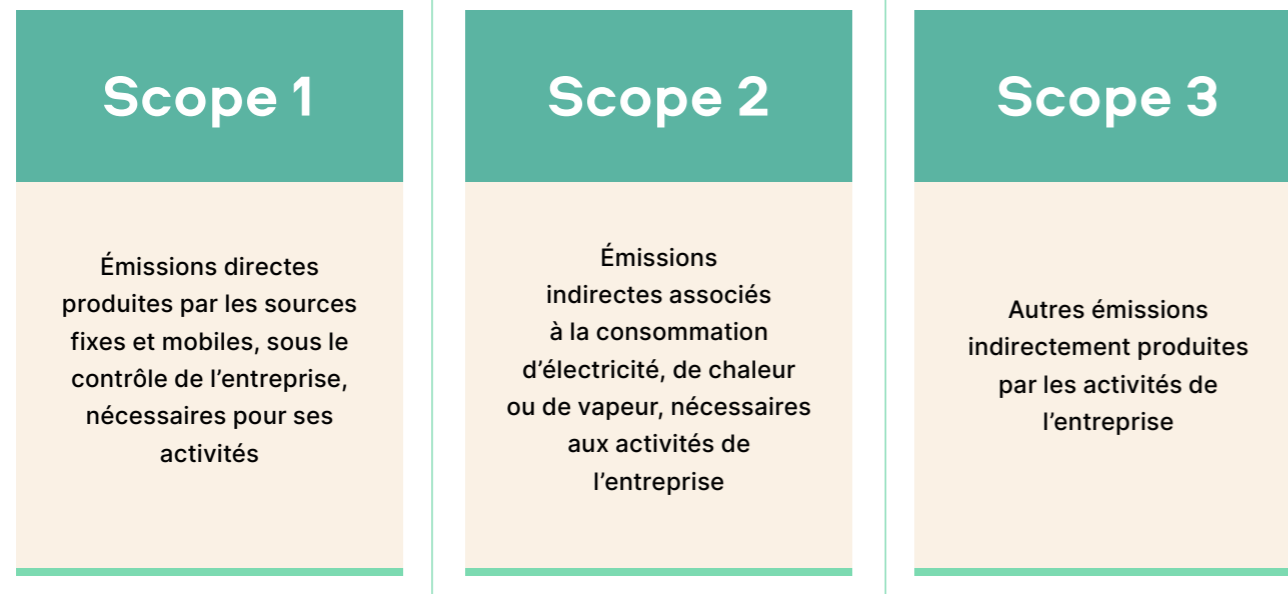 Scope 1
Émissions directes
produites par les sources
fixes et mobiles, sous le
contrôle de l’entreprise,
nécessaires pour ses
activités
Scope 2
Émissions
indirectes associés
à la consommation
d’électricité, de chaleur
ou de vapeur, nécessaires
aux activités de
l’entreprise
Scope 3
Autres émissions
indirectement produites
par les activités de
l’entreprise